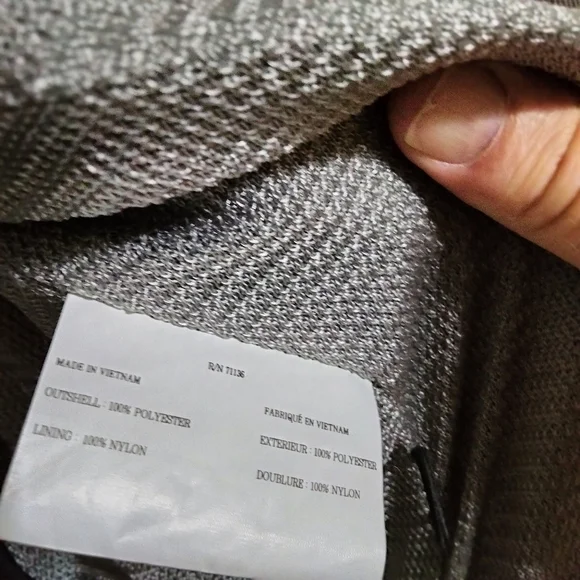 R/N 71136
MADE IN VIETNAM
OUTSHELL : 100% POLYESTER
LINING : 100% NYLON
FABRIQUÉ EN VIETNAM
EXTERIEUR : 100% POLYESTER
DOUBLURE : 100% NYLON